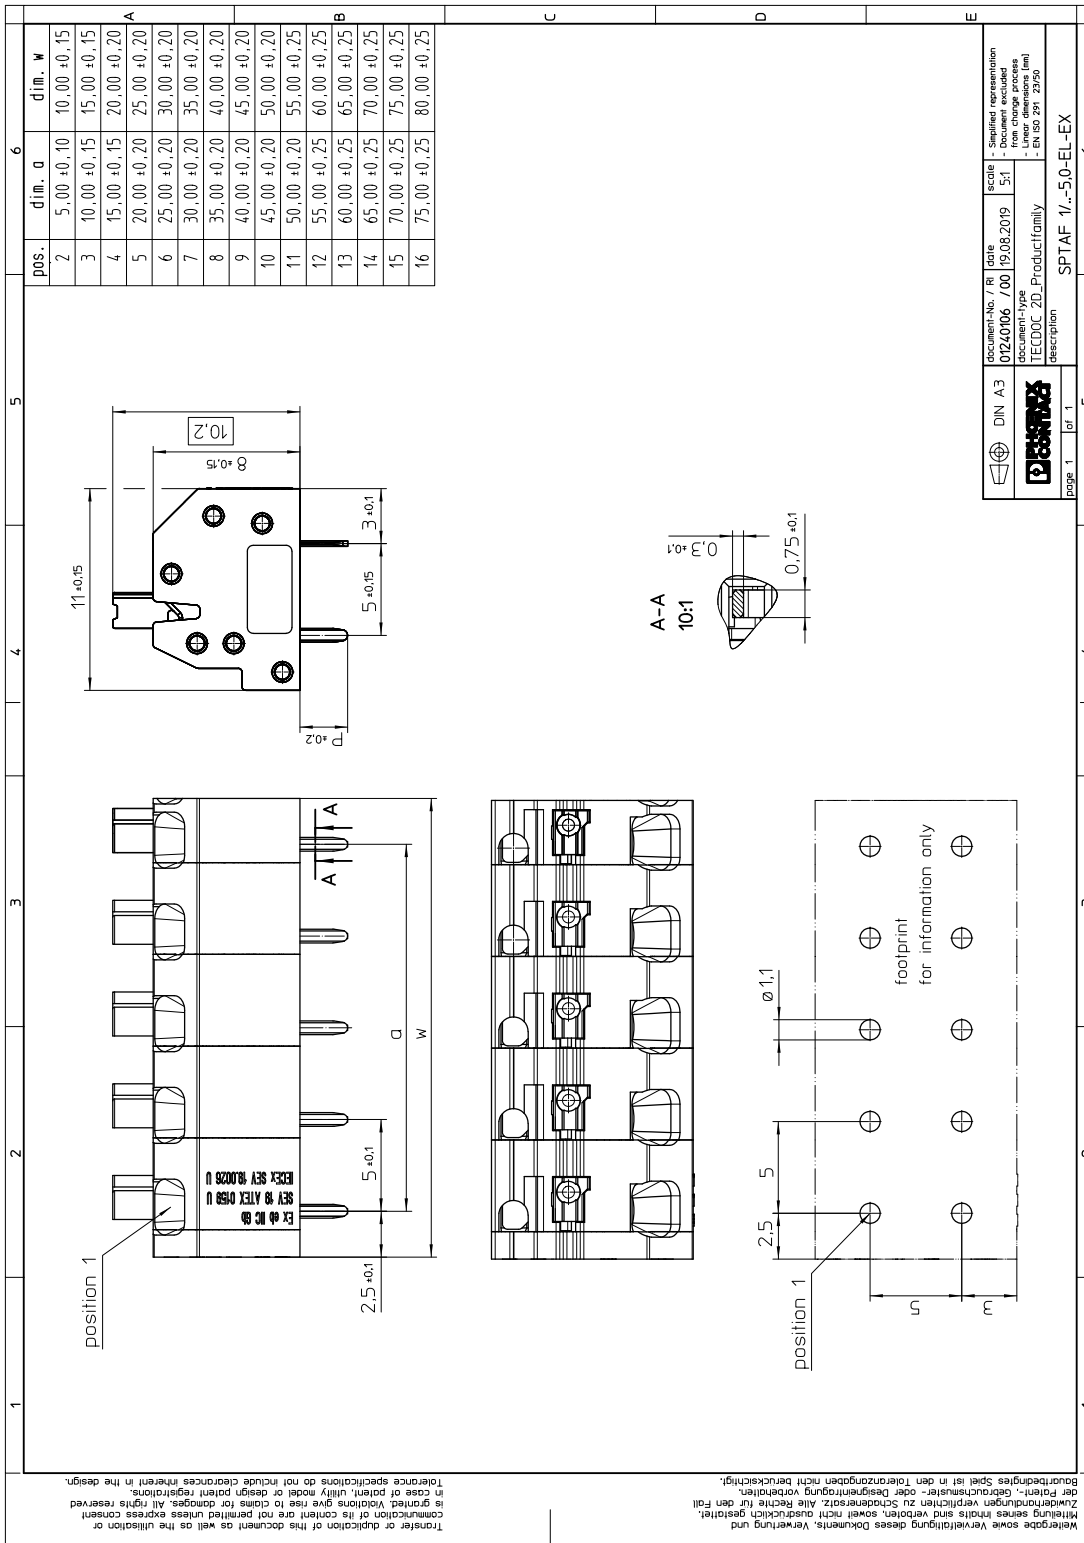 pos. dim. a dim. w
2 5,00 ±0,10 10,00 ±0,15
3 10,00 ±0,15 15,00 ±0,15
4 15,00 ±0,15 20,00 ±0,20
5 20,00 ±0,20 25,00 ±0,20
6 25,00 ±0,20 30,00 ±0,20
7 30,00 ±0,20 35,00 ±0,20
8 35,00 ±0,20 40,00 ±0,20
9 40,00 ±0,20 45,00 ±0,20
10 45,00 ±0,20 50,00 ±0,20
11 50,00 ±0,20 55,00 ±0,25
12 55,00 ±0,25 60,00 ±0,25
13 60,00 ±0,25 65,00 ±0,25
14 65,00 ±0,25 70,00 ±0,25
15 70,00 ±0,25 75,00 ±0,25
16 75,00 ±0,25 80,00 ±0,25
1 2 3 4 5 6
A
B
C
D
E
position 1
Ex eb IIC Gb
SEV 18 ATEX 0159 U
IECEx SEV 18.0026 U
2,5 ±0,1
5 ±0,1
a
w
A
A
11 ±0,15
8 ±0,15
10,2
P ±0,2
5 ±0,15
3 ±0,1
A-A
10:1
0,3 ±0,1
0,75 ±0,1
position 1
2,5
5
ø1,1
5
3
footprint
for information only
DIN A3
PHOENIX
CONTACT
page 1 of 1
document-No. / RI
01240106 / 00
date
19.08.2019
scale
5:1
- Simplified representation
- Document excluded
from change process
- Linear dimensions [mm]
- EN ISO 291 23/50
document-type
TECDOC 2D_Productfamily
description
SPTAF 1/..-5,0-EL-EX
Transfer or duplication of this document as well as the utilisation or
communication of its content are not permitted unless express consent
is granted. Violations give rise to claims for damages. All rights reserved
in case of patent, utility model or design patent registrations.
Tolerance specifications do not include clearances inherent in the design.
Weitergabe sowie Vervielfältigung dieses Dokuments, Verwertung und
Mitteilung seines Inhalts sind verboten, soweit nicht ausdrücklich gestattet.
Zuwiderhandlungen verpflichten zu Schadenersatz. Alle Rechte für den Fall
der Patent-, Gebrauchsmuster- oder Designeintragung vorbehalten.
Bauartbedingtes Spiel ist in den Toleranzangaben nicht berücksichtigt.